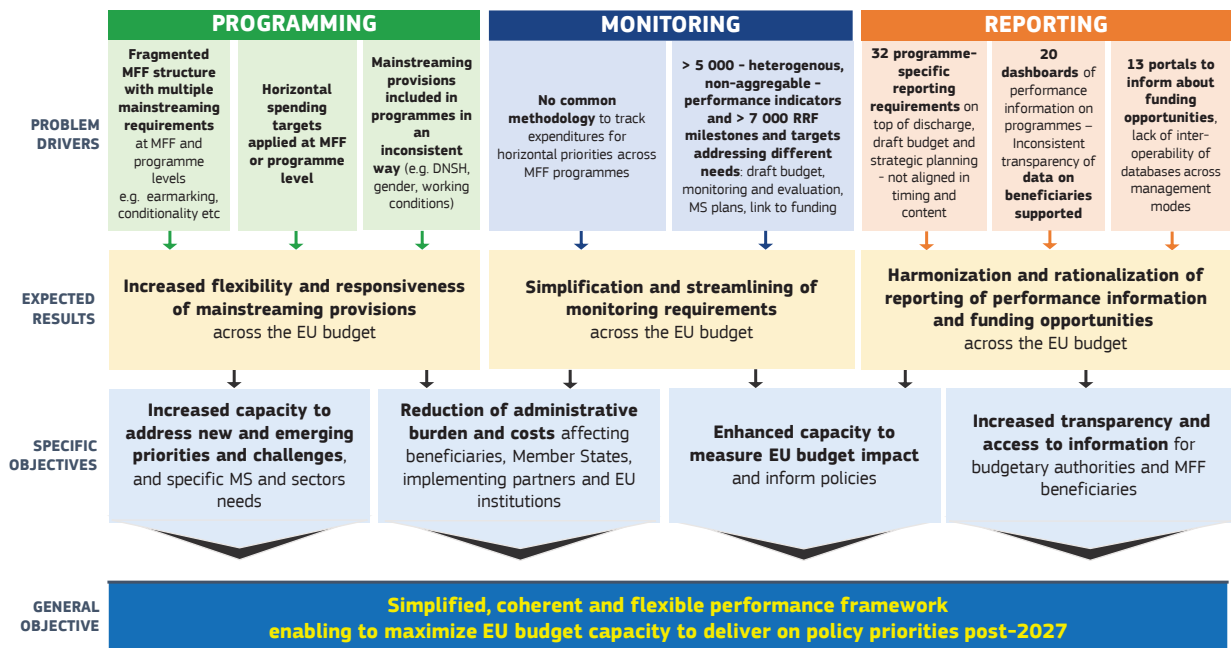 PROGRAMMING
MONITORING
REPORTING
PROBLEM
DRIVERS
Fragmented
MFF structure
with multiple
mainstreaming
requirements
at MFF and
programme
levels
e.g. earmarking,
conditionality etc
Horizontal
spending
targets
applied at MFF
or programme
level
Mainstreaming
provisions
included in
programmes in
an
inconsistent
way (e.g. DNSH,
gender, working
conditions)
No common
methodology to track
expenditures for
horizontal priorities across
MFF programmes
> 5 000 - heterogenous,
non-aggregable -
performance indicators
and > 7 000 RRF
milestones and targets
addressing different
needs: draft budget,
monitoring and evaluation,
MS plans, link to funding
32 programme-
specific
reporting
requirements on
top of discharge,
draft budget and
strategic planning
- not aligned in
timing and
content
20
dashboards of
performance
information on
programmes –
Inconsistent
transparency of
data on
beneficiaries
supported
13 portals to
inform about
funding
opportunities,
lack of inter-
operability of
databases across
management
modes
EXPECTED
RESULTS
Increased flexibility and responsiveness
of mainstreaming provisions
across the EU budget
Simplification and streamlining of
monitoring requirements
across the EU budget
Harmonization and rationalization of
reporting of performance information
and funding opportunities
across the EU budget
SPECIFIC
OBJECTIVES
Increased capacity to
address new and emerging
priorities and challenges,
and specific MS and sectors
needs
Reduction of administrative
burden and costs affecting
beneficiaries, Member States,
implementing partners and EU
institutions
Enhanced capacity to
measure EU budget impact
and inform policies
Increased transparency and
access to information for
budgetary authorities and MFF
beneficiaries
GENERAL
OBJECTIVE
Simplified, coherent and flexible performance framework
enabling to maximize EU budget capacity to deliver on policy priorities post-2027